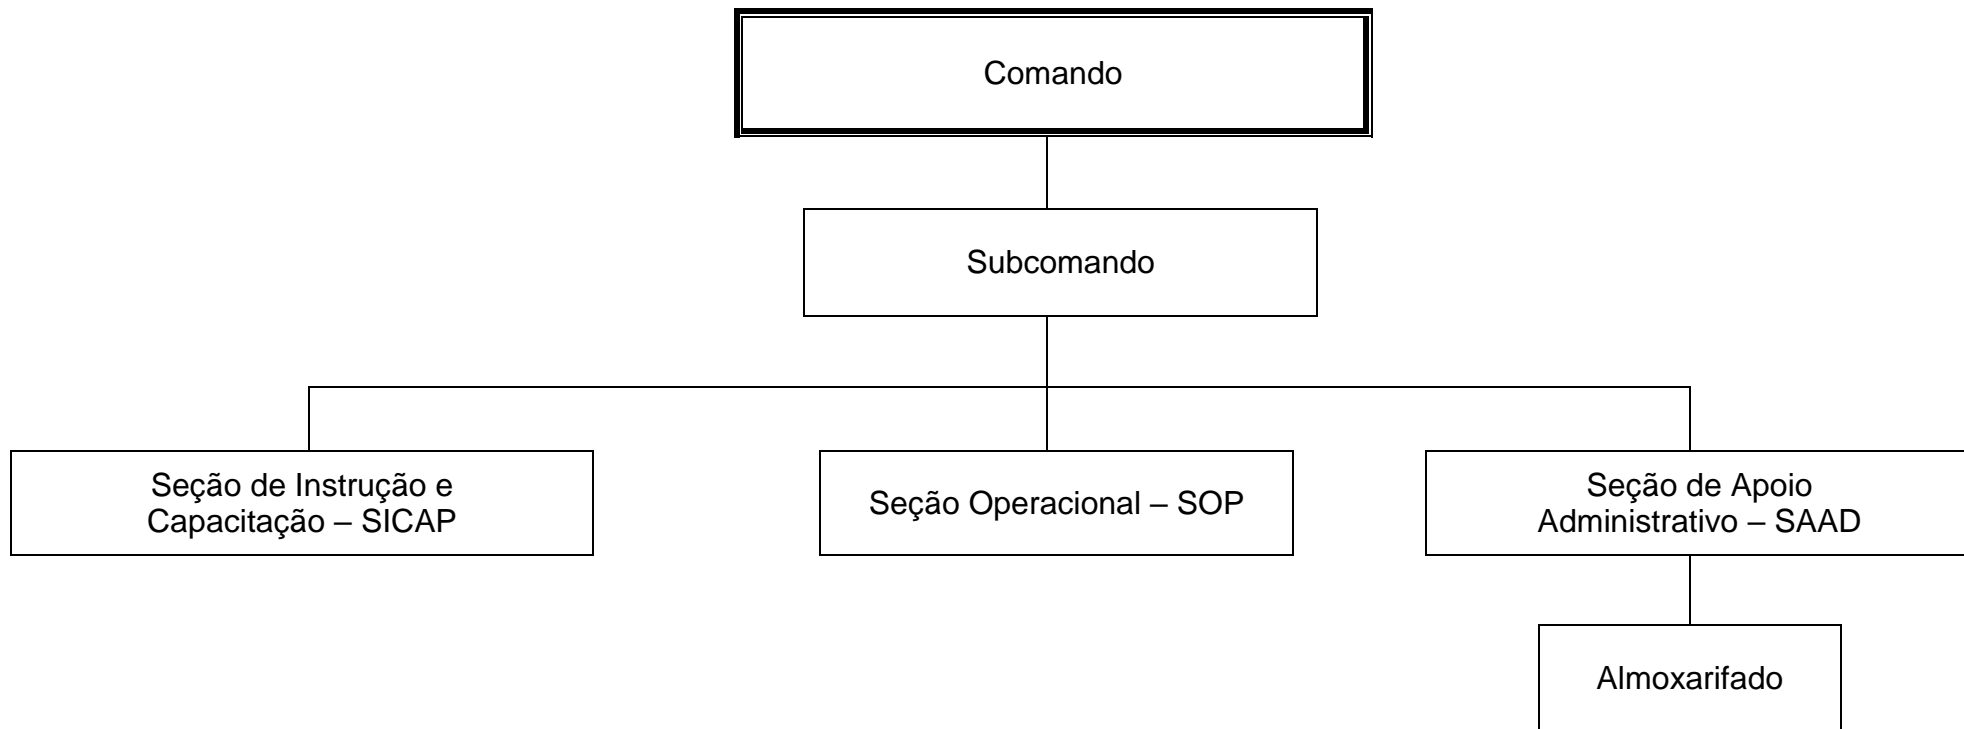 Comando
Subcomando
Seção de Instrução e
Capacitação – SICAP
Seção Operacional – SOP
Seção de Apoio
Administrativo – SAAD
Almoxarifado